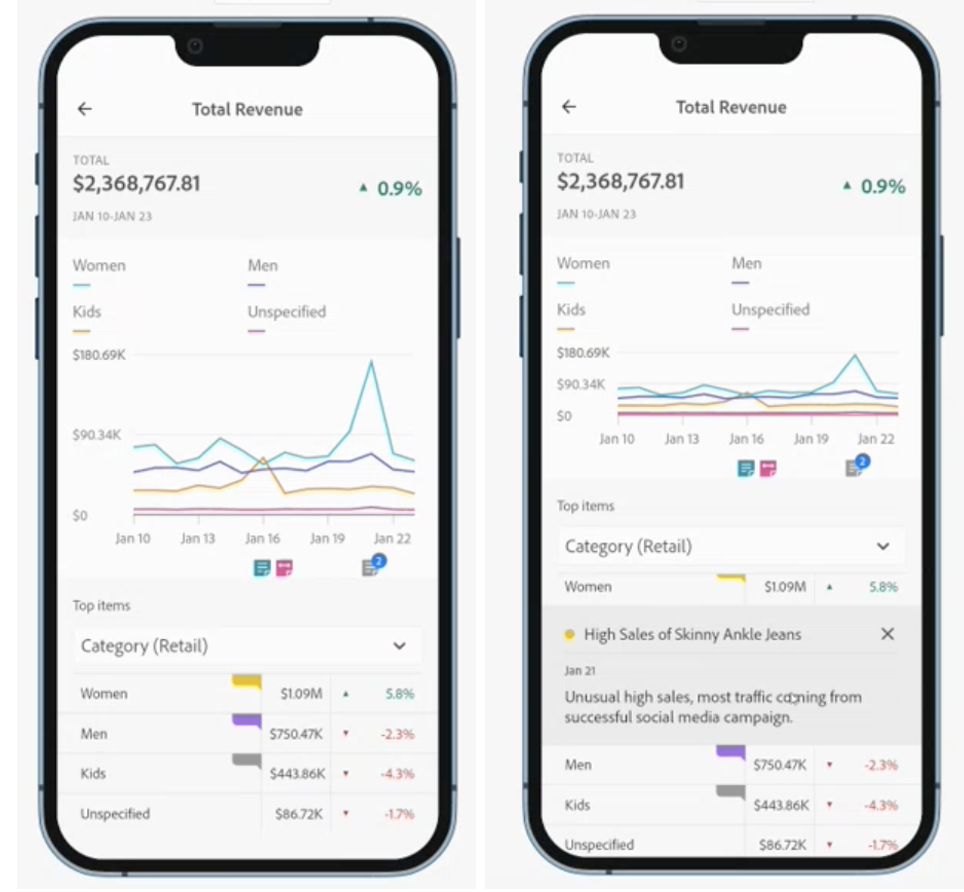 Total Revenue
TOTAL
$2,368,767.81
▲ 0.9%
JAN 10-JAN 23
Women
Men
Kids
Unspecified
$180.69K
$90.34K
$0
Jan 10 Jan 13 Jan 16 Jan 19 Jan 22
2
Top items
Category (Retail)
Women $1.09M ▲ 5.8%
Men $750.47K ▼ -2.3%
Kids $443.86K ▼ -4.3%
Unspecified $86.72K ▼ -1.7%
Total Revenue
TOTAL
$2,368,767.81
▲ 0.9%
JAN 10-JAN 23
Women
Men
Kids
Unspecified
$180.69K
$90.34K
$0
Jan 10 Jan 13 Jan 16 Jan 19 Jan 22
2
Top items
Category (Retail)
Women $1.09M ▲ 5.8%
High Sales of Skinny Ankle Jeans
Jan 21
Unusual high sales, most traffic coming from
successful social media campaign.
Men $750.47K ▼ -2.3%
Kids $443.86K ▼ -4.3%
Unspecified $86.72K ▼ -1.7%